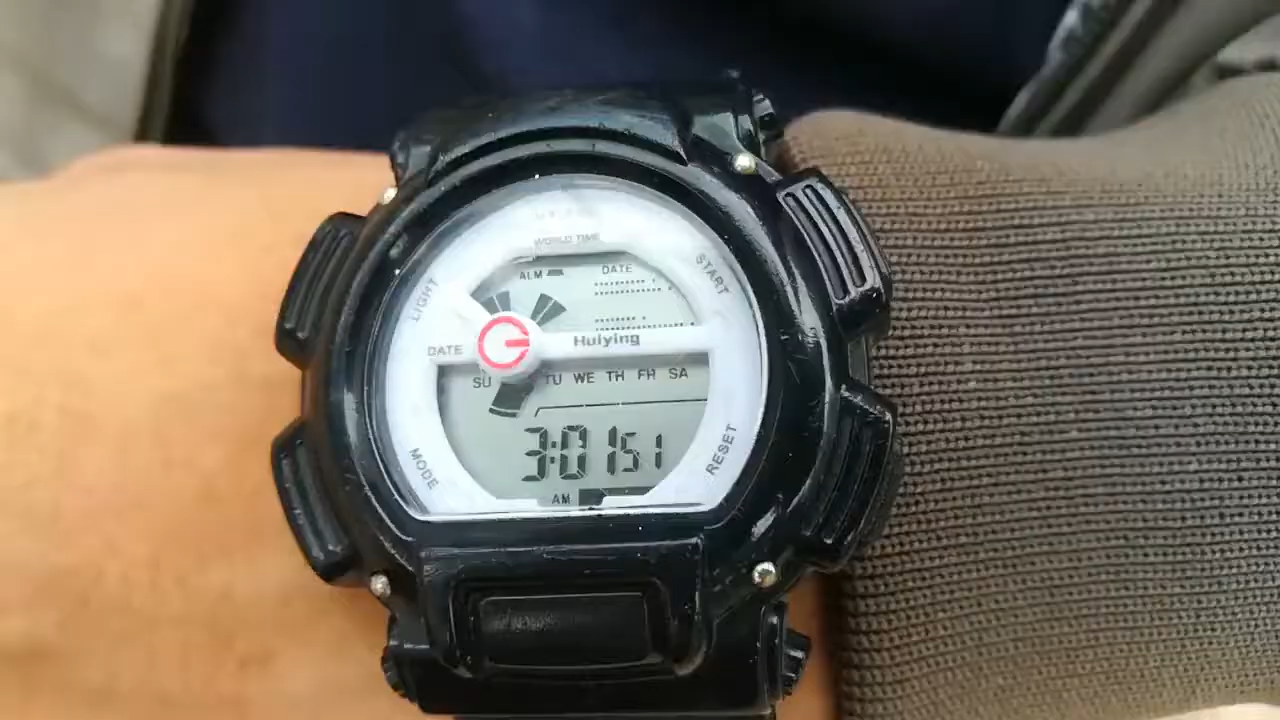 WORLD TIME
ALM DATE
LIGHT
START
DATE
Huiying
SU TU WE TH FR SA
3:01 51
MODE
RESET
AM